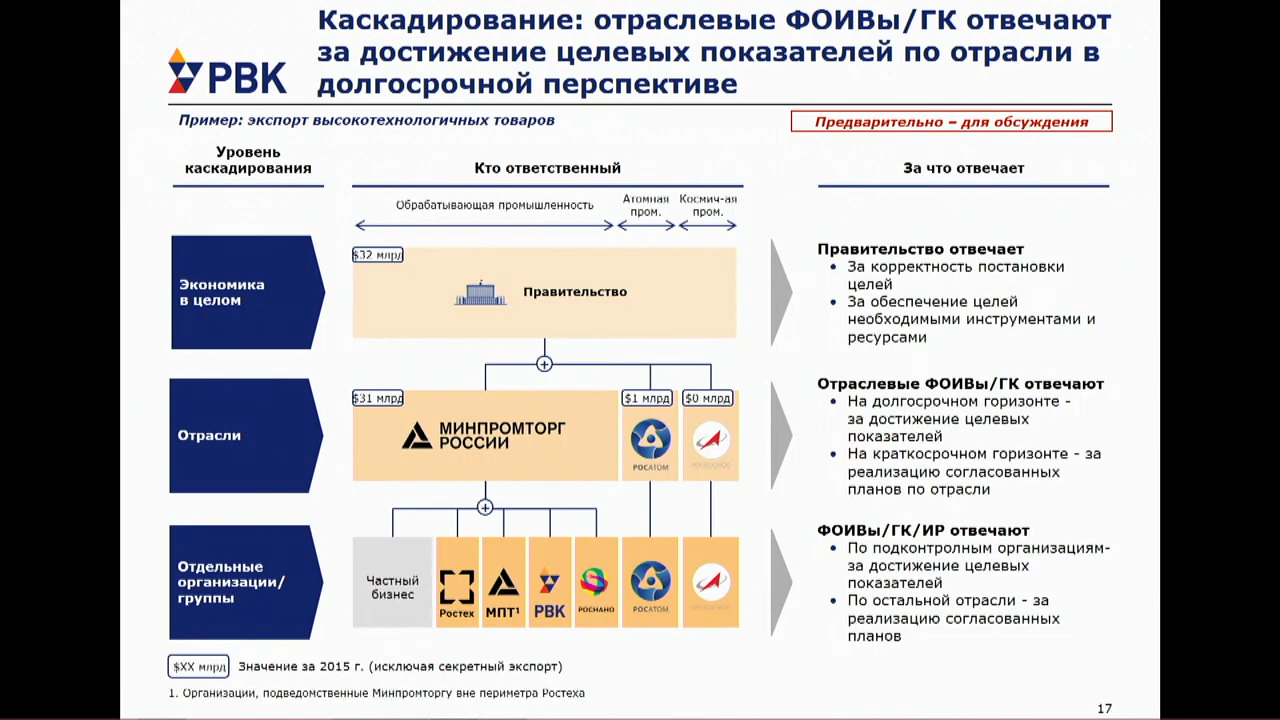 Каскадирование: отраслевые ФОИВы/ГК отвечают
за достижение целевых показателей по отрасли в
долгосрочной перспективе
РВК
Пример: экспорт высокотехнологичных товаров
Предварительно – для обсуждения
Уровень
каскадирования
Кто ответственный
За что отвечает
Обрабатывающая промышленность
Атомная
пром.
Космич-ая
пром.
Экономика
в целом
$32 млрд
Правительство
Правительство отвечает
• За корректность постановки
целей
• За обеспечение целей
необходимыми инструментами и
ресурсами
+
Отрасли
$31 млрд
МИНПРОМТОРГ
РОССИИ
$1 млрд
РОСАТОМ
$0 млрд
Отраслевые ФОИВы/ГК отвечают
• На долгосрочном горизонте -
за достижение целевых
показателей
• На краткосрочном горизонте - за
реализацию согласованных
планов по отрасли
+
Отдельные
организации/
группы
Частный
бизнес
Ростех
МПТ¹
РВК
РОСНАНО
РОСАТОМ
ФОИВы/ГК/ИР отвечают
• По подконтролным организациям-
за достижение целевых
показателей
• По остальной отрасли - за
реализацию согласованных
планов
$XX млрд Значение за 2015 г. (исключая секретный экспорт)
1. Организации, подведомственные Минпромторгу вне периметра Ростеха
17